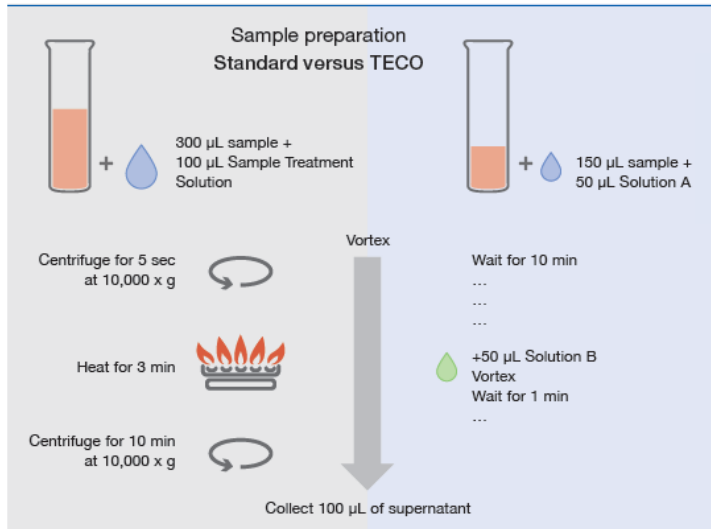 Sample preparation
Standard versus TECO
300 µL sample +
100 µL Sample Treatment
Solution
150 µL sample +
50 µL Solution A
Vortex
Centrifuge for 5 sec
at 10,000 x g
Wait for 10 min
…
…
…
Heat for 3 min
+50 µL Solution B
Vortex
Wait for 1 min
…
Centrifuge for 10 min
at 10,000 x g
Collect 100 µL of supernatant